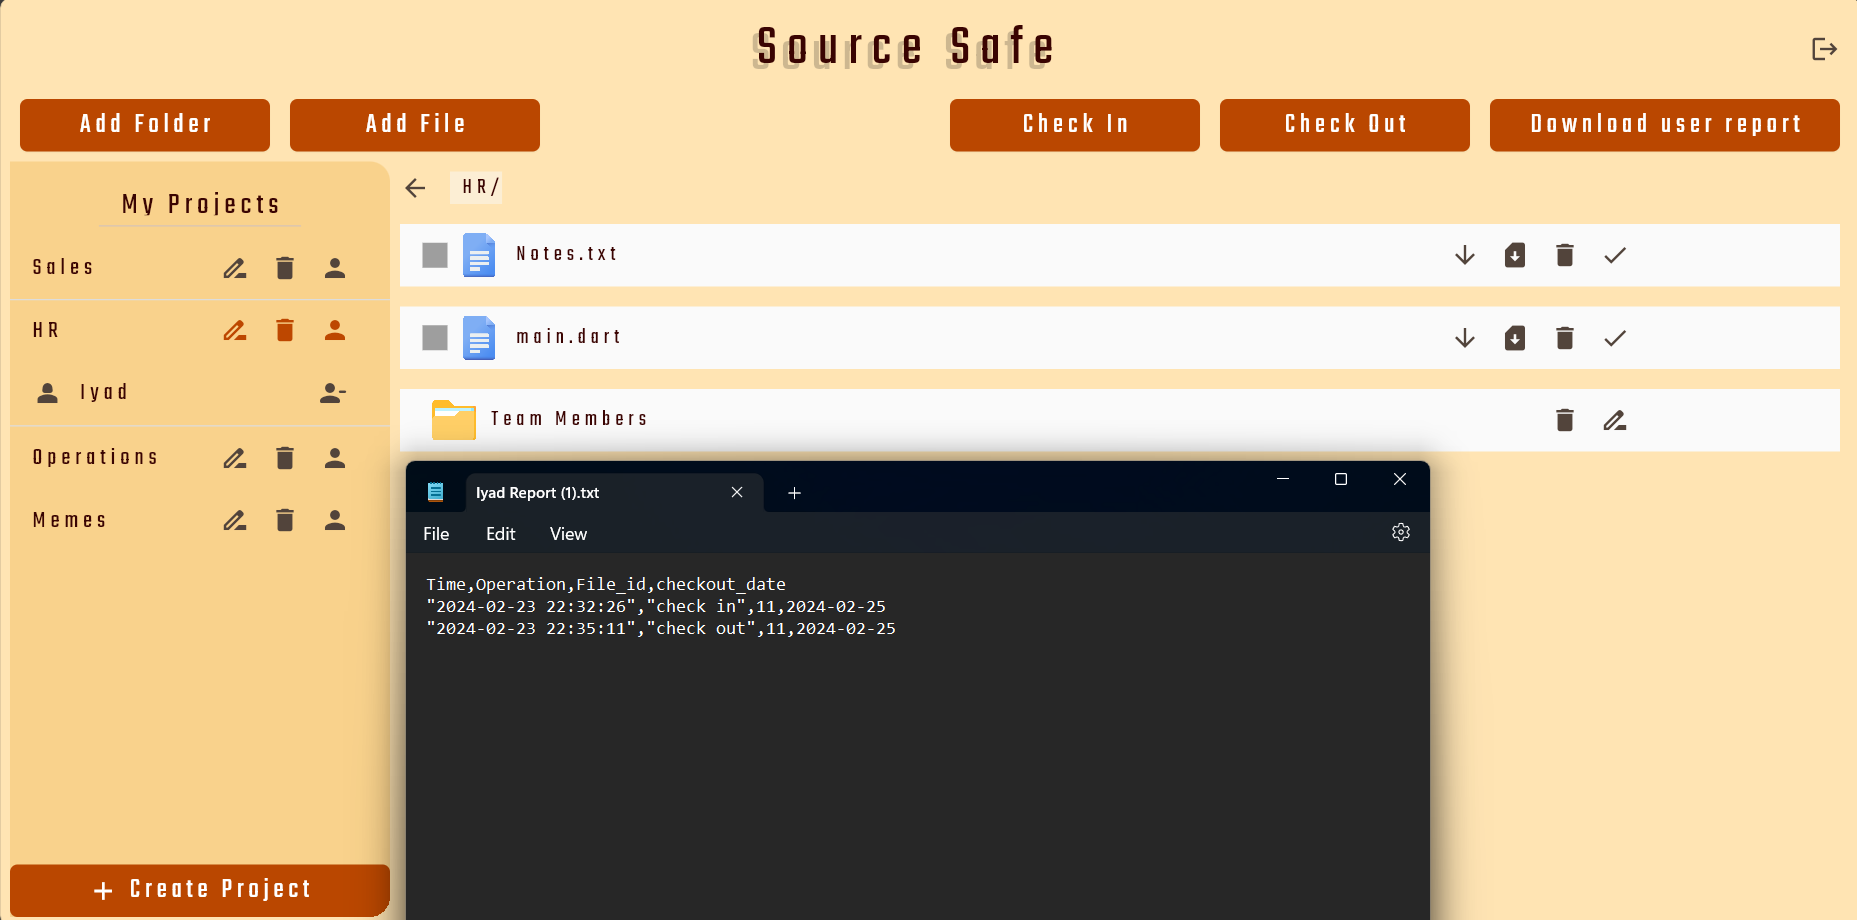 Source Safe
Add Folder
Add File
Check In
Check Out
Download user report
My Projects
Sales
HR
Iyad
Operations
Memes
+ Create Project
HR/
Notes.txt
main.dart
Team Members
Iyad Report (1).txt
File Edit View
Time,Operation,File_id,checkout_date
"2024-02-23 22:32:26","check in",11,2024-02-25
"2024-02-23 22:35:11","check out",11,2024-02-25